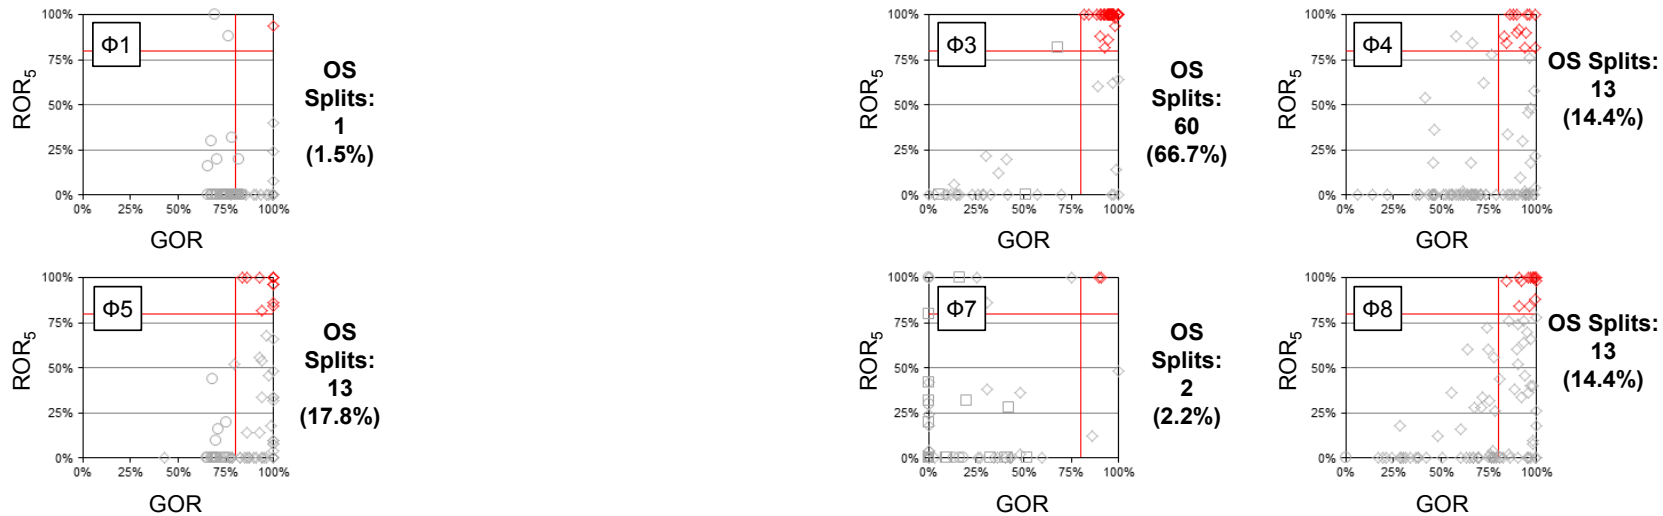 Φ1
ROR5
100%
75%
50%
25%
0%
0%
25%
50%
75%
100%
GOR
OS
Splits:
1
(1.5%)
Φ3
ROR5
100%
75%
50%
25%
0%
0%
25%
50%
75%
100%
GOR
OS
Splits:
60
(66.7%)
Φ4
ROR5
100%
75%
50%
25%
0%
0%
25%
50%
75%
100%
GOR
OS Splits:
13
(14.4%)
Φ5
ROR5
100%
75%
50%
25%
0%
0%
25%
50%
75%
100%
GOR
OS
Splits:
13
(17.8%)
Φ7
ROR5
100%
75%
50%
25%
0%
0%
25%
50%
75%
100%
GOR
OS
Splits:
2
(2.2%)
Φ8
ROR5
100%
75%
50%
25%
0%
0%
25%
50%
75%
100%
GOR
OS Splits:
13
(14.4%)